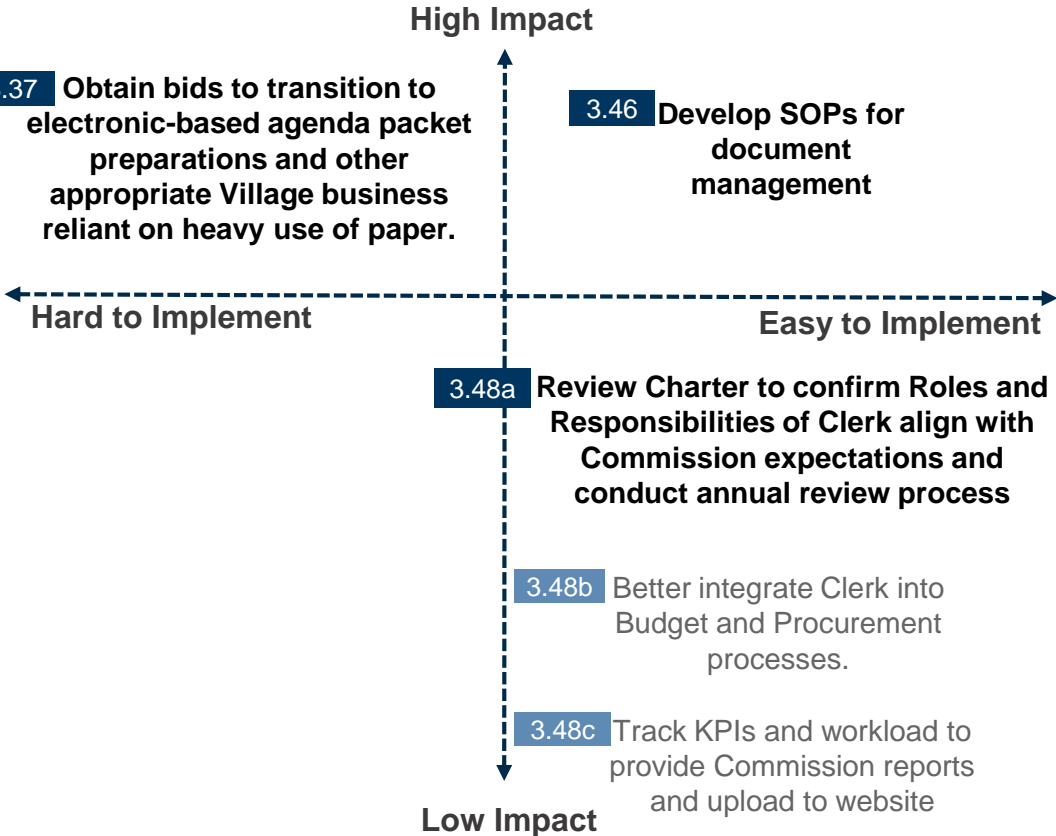 High Impact
.37 Obtain bids to transition to
electronic-based agenda packet
preparations and other
appropriate Village business
reliant on heavy use of paper.
3.46 Develop SOPs for
document
management
Hard to Implement
Easy to Implement
3.48a Review Charter to confirm Roles and
Responsibilities of Clerk align with
Commission expectations and
conduct annual review process
3.48b Better integrate Clerk into
Budget and Procurement
processes.
3.48c Track KPIs and workload to
provide Commission reports
and upload to website
Low Impact